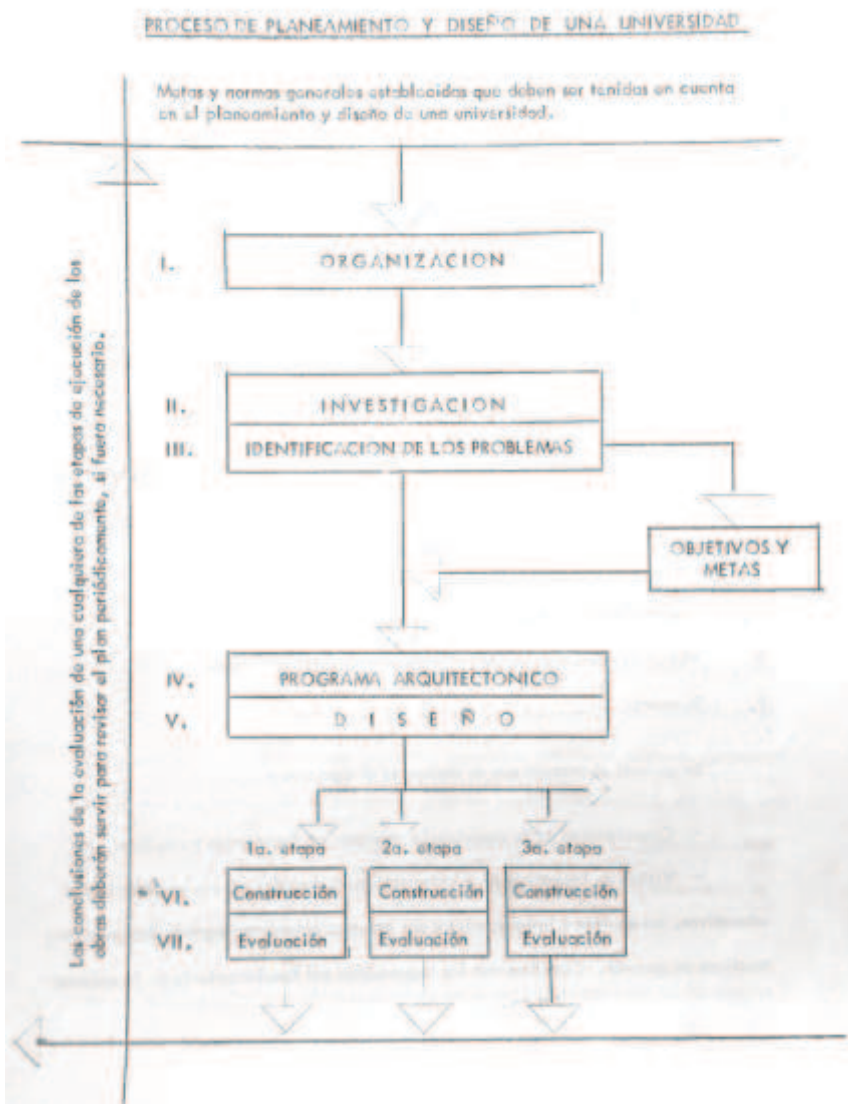 PROCESO DE PLANEAMIENTO Y DISEÑO DE UNA UNIVERSIDAD
Metas y normas generales establecidas que deben ser tenidas en cuenta
en el planeamiento y diseño de una universidad.
I. ORGANIZACION
II. INVESTIGACION
III. IDENTIFICACION DE LOS PROBLEMAS
OBJETIVOS Y
METAS
IV. PROGRAMA ARQUITECTONICO
V. DISEÑO
1a. etapa 2a. etapa 3a. etapa
VI. Construcción Construcción Construcción
VII. Evaluación Evaluación Evaluación
Las conclusiones de la evaluación de una cualquiera de las etapas de ejecución de las
obras deberán servir para revisar el plan periódicamente, si fuera necesario.